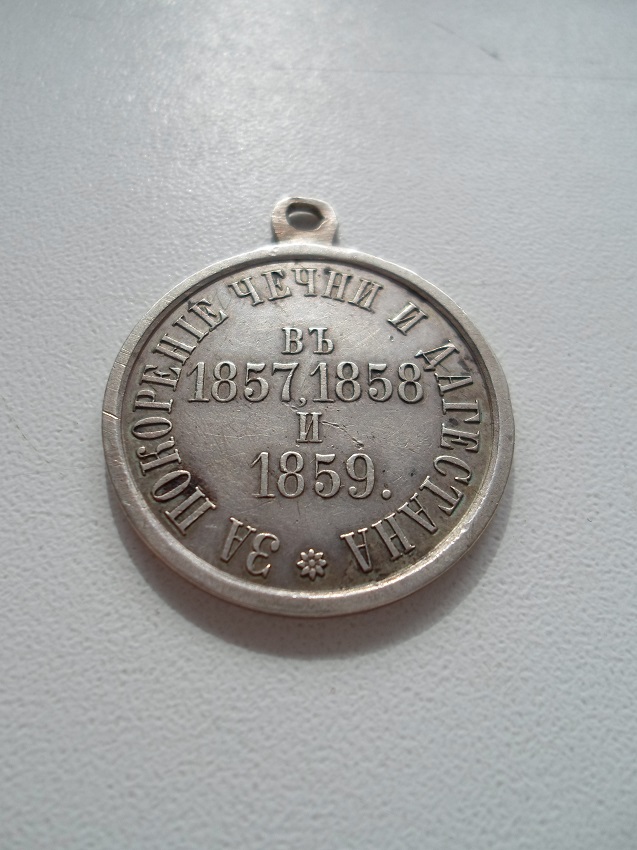 ЗА ПОКОРЕНІЕ ЧЕЧНИ И ДАГЕСТАНА
ВЪ
1857,1858
И
1859.